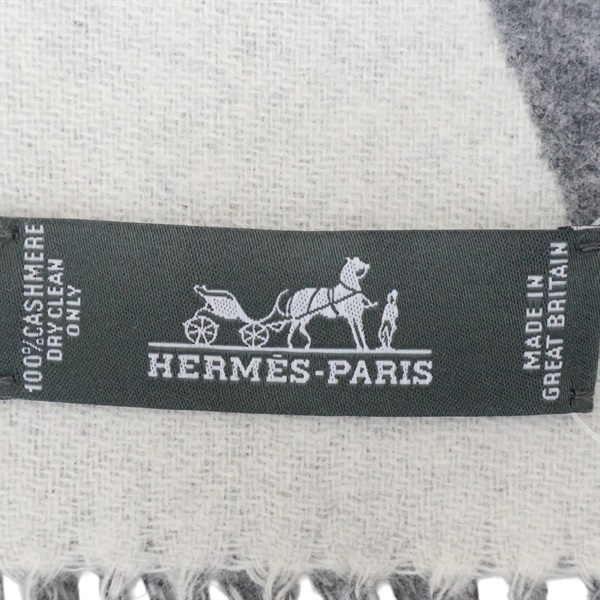 100% CASHMERE
DRY CLEAN
ONLY
HERMÈS-PARIS
MADE IN
GREAT BRITAIN